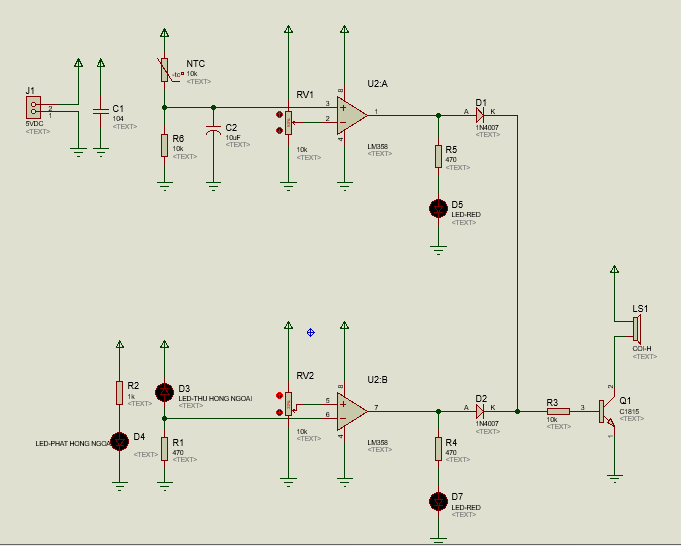 J1
2
1
5VDC
<TEXT>
C1
104
<TEXT>
NTC
10k
<TEXT>
-tc°
R6
10k
<TEXT>
C2
10uF
<TEXT>
RV1
10k
<TEXT>
U2:A
3
2
1
8
4
LM358
<TEXT>
D1
A
K
1N4007
<TEXT>
R5
470
<TEXT>
D5
LED-RED
<TEXT>
R2
1k
<TEXT>
D3
LED-THU HONG NGOAI
<TEXT>
LED-PHAT HONG NGOA
D4
<TEXT>
R1
470
<TEXT>
RV2
10k
<TEXT>
U2:B
5
6
7
8
4
LM358
<TEXT>
D2
A
K
1N4007
<TEXT>
R4
470
<TEXT>
D7
LED-RED
<TEXT>
R3
10k
<TEXT>
LS1
COI-H
<TEXT>
Q1
C1815
<TEXT>
2
3
1